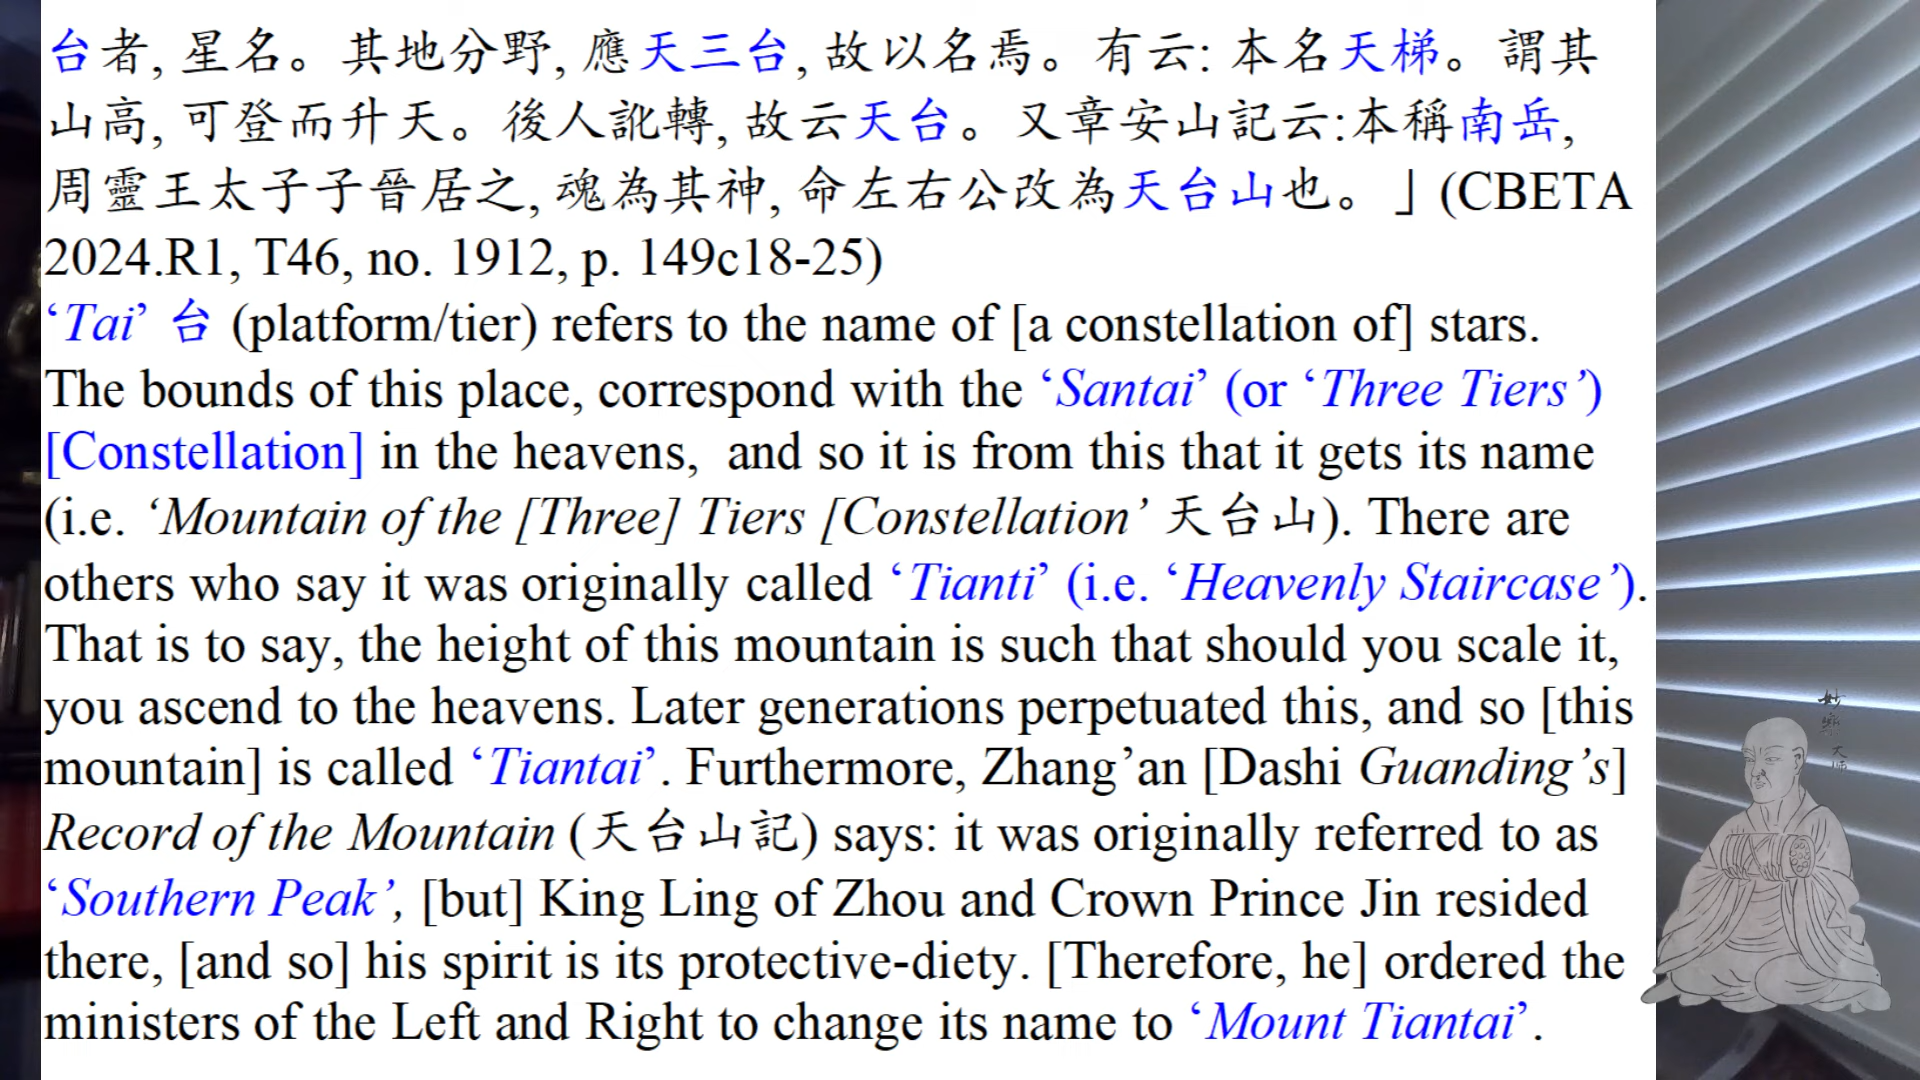 台者, 星名。其地分野, 應天三台, 故以名焉。有云: 本名天梯。謂其
山高, 可登而升天。後人訛轉, 故云天台。又章安山記云:本稱南岳,
周靈王太子子晉居之, 魂為其神, 命左右公改為天台山也。」(CBETA
2024.R1, T46, no. 1912, p. 149c18-25)
‘Tai’ 台 (platform/tier) refers to the name of [a constellation of] stars.
The bounds of this place, correspond with the ‘Santai’ (or ‘Three Tiers’)
[Constellation] in the heavens, and so it is from this that it gets its name
(i.e. ‘Mountain of the [Three] Tiers [Constellation’ 天台山). There are
others who say it was originally called ‘Tianti’ (i.e. ‘Heavenly Staircase’).
That is to say, the height of this mountain is such that should you scale it,
you ascend to the heavens. Later generations perpetuated this, and so [this
mountain] is called ‘Tiantai’. Furthermore, Zhang’an [Dashi Guanding’s]
Record of the Mountain (天台山記) says: it was originally referred to as
‘Southern Peak’, [but] King Ling of Zhou and Crown Prince Jin resided
there, [and so] his spirit is its protective-diety. [Therefore, he] ordered the
ministers of the Left and Right to change its name to ‘Mount Tiantai’.
妙樂大師